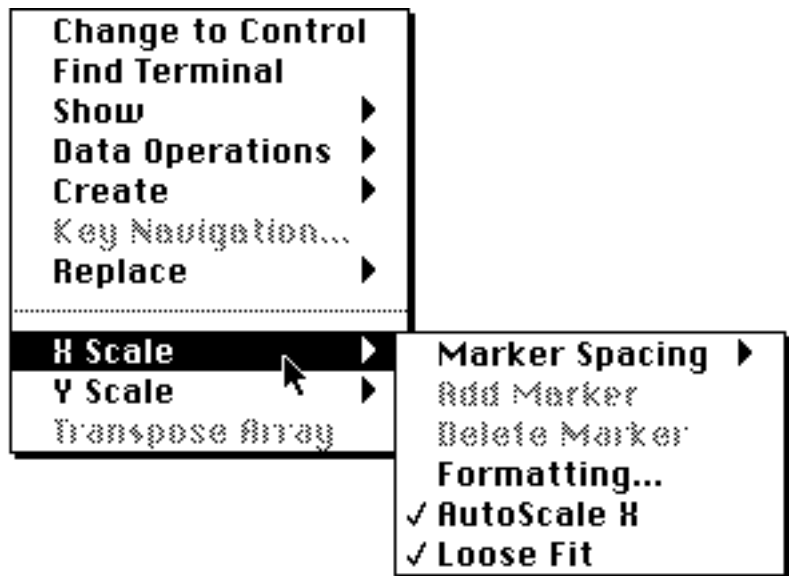 Change to Control
Find Terminal
Show
Data Operations
Create
Key Navigation...
Replace
X Scale
Y Scale
Transpose Array
Marker Spacing
Add Marker
Delete Marker
Formatting...
AutoScale X
Loose Fit